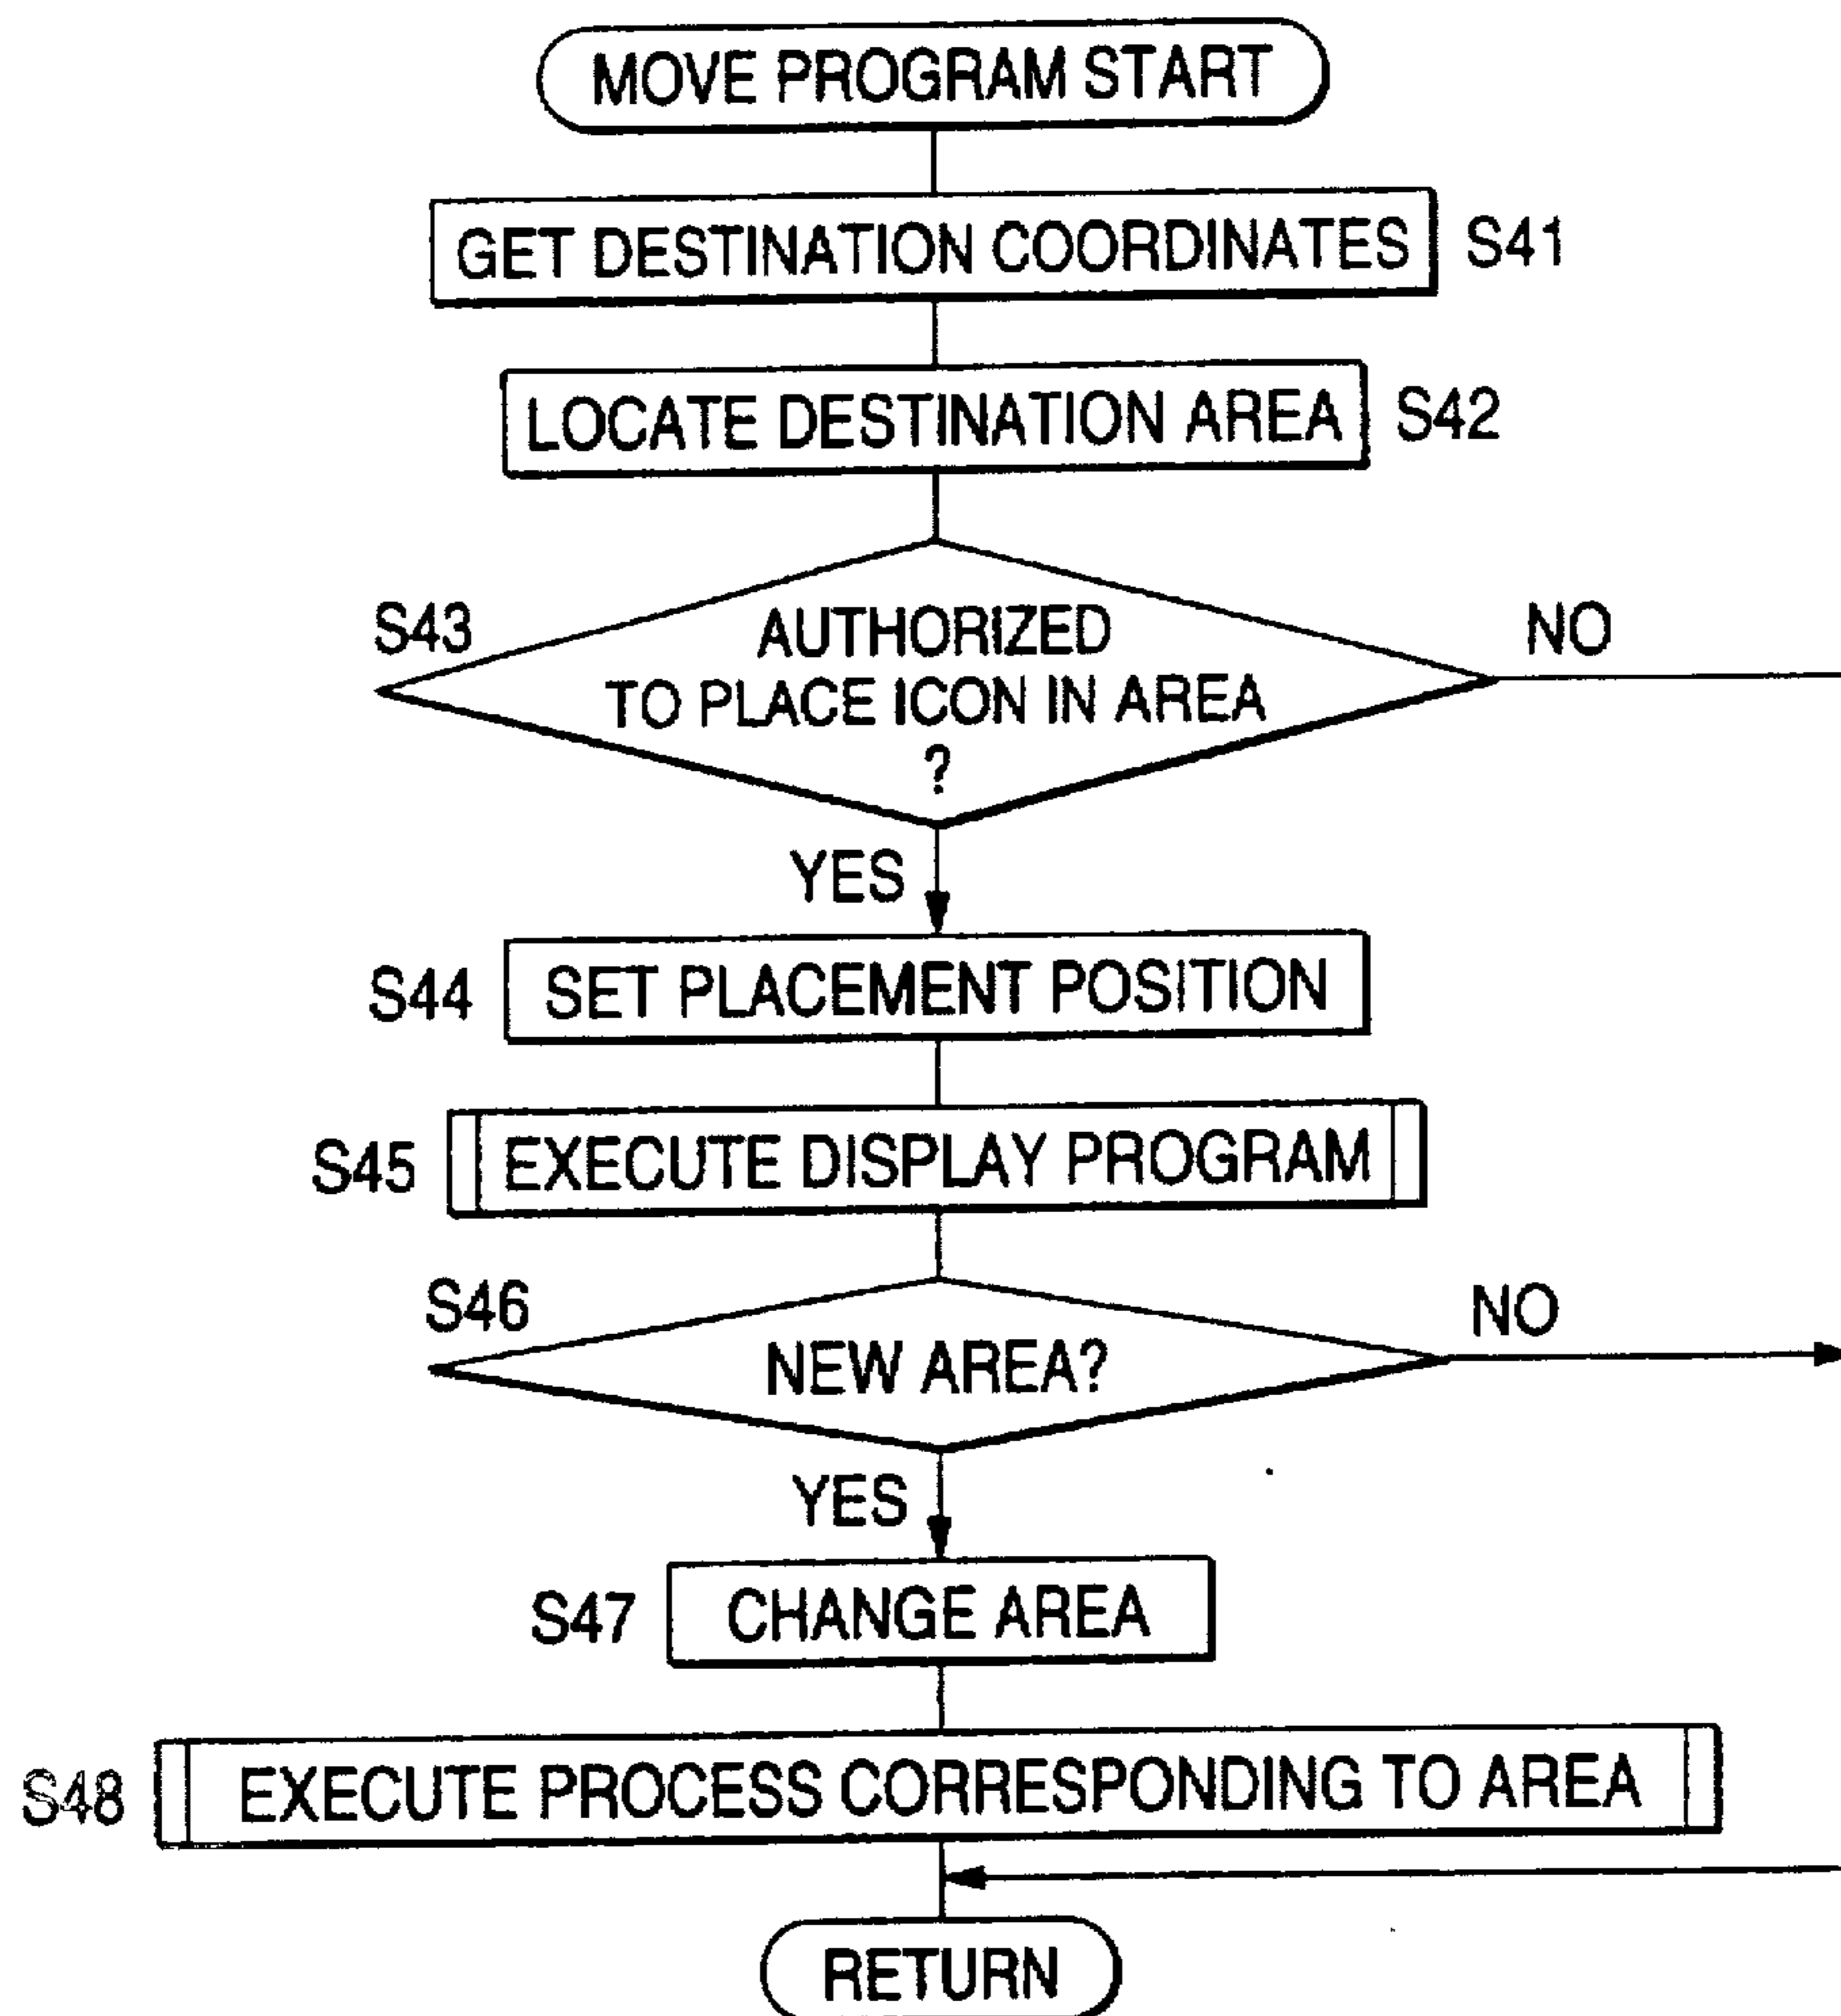 MOVE PROGRAM START
GET DESTINATION COORDINATES S41
LOCATE DESTINATION AREA S42
S43
AUTHORIZED
TO PLACE ICON IN AREA
?
NO
YES
S44 SET PLACEMENT POSITION
S45 EXECUTE DISPLAY PROGRAM
S46
NEW AREA?
NO
YES
S47 CHANGE AREA
S48 EXECUTE PROCESS CORRESPONDING TO AREA
RETURN